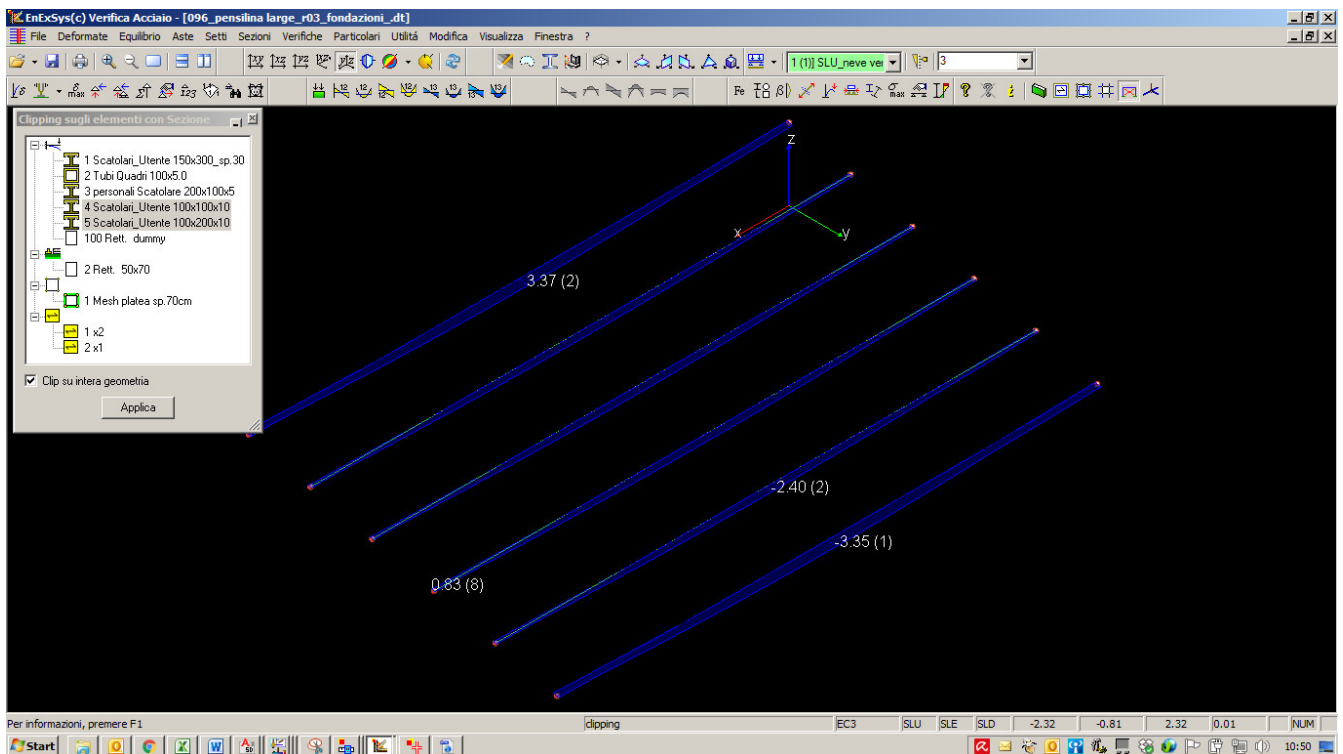 EnExSys(c) Verifica Acciaio - [096_pensilina large_r03_fondazioni_.dt]
File Deformate Equilibrio Aste Setti Sezioni Verifiche Particolari Utilitá Modifica Visualizza Finestra ?
1 (1)] SLU_neve ver 3
Clipping sugli elementi con Sezione
1 Scatolari_Utente 150x300_sp.30
2 Tubi Quadri 100x5.0
3 personali Scatolare 200x100x5
4 Scatolari_Utente 100x100x10
5 Scatolari_Utente 100x200x10
100 Rett. dummy
2 Rett. 50x70
1 Mesh platea sp.70cm
1 x2
2 x1
Clip su intera geometria
Applica
z
x
y
3.37 (2)
-2.40 (2)
-3.35 (1)
0.83 (8)
Per informazioni, premere F1 clipping EC3 SLU SLE SLD -2.32 -0.81 2.32 0.01 NUM
Start 10:50